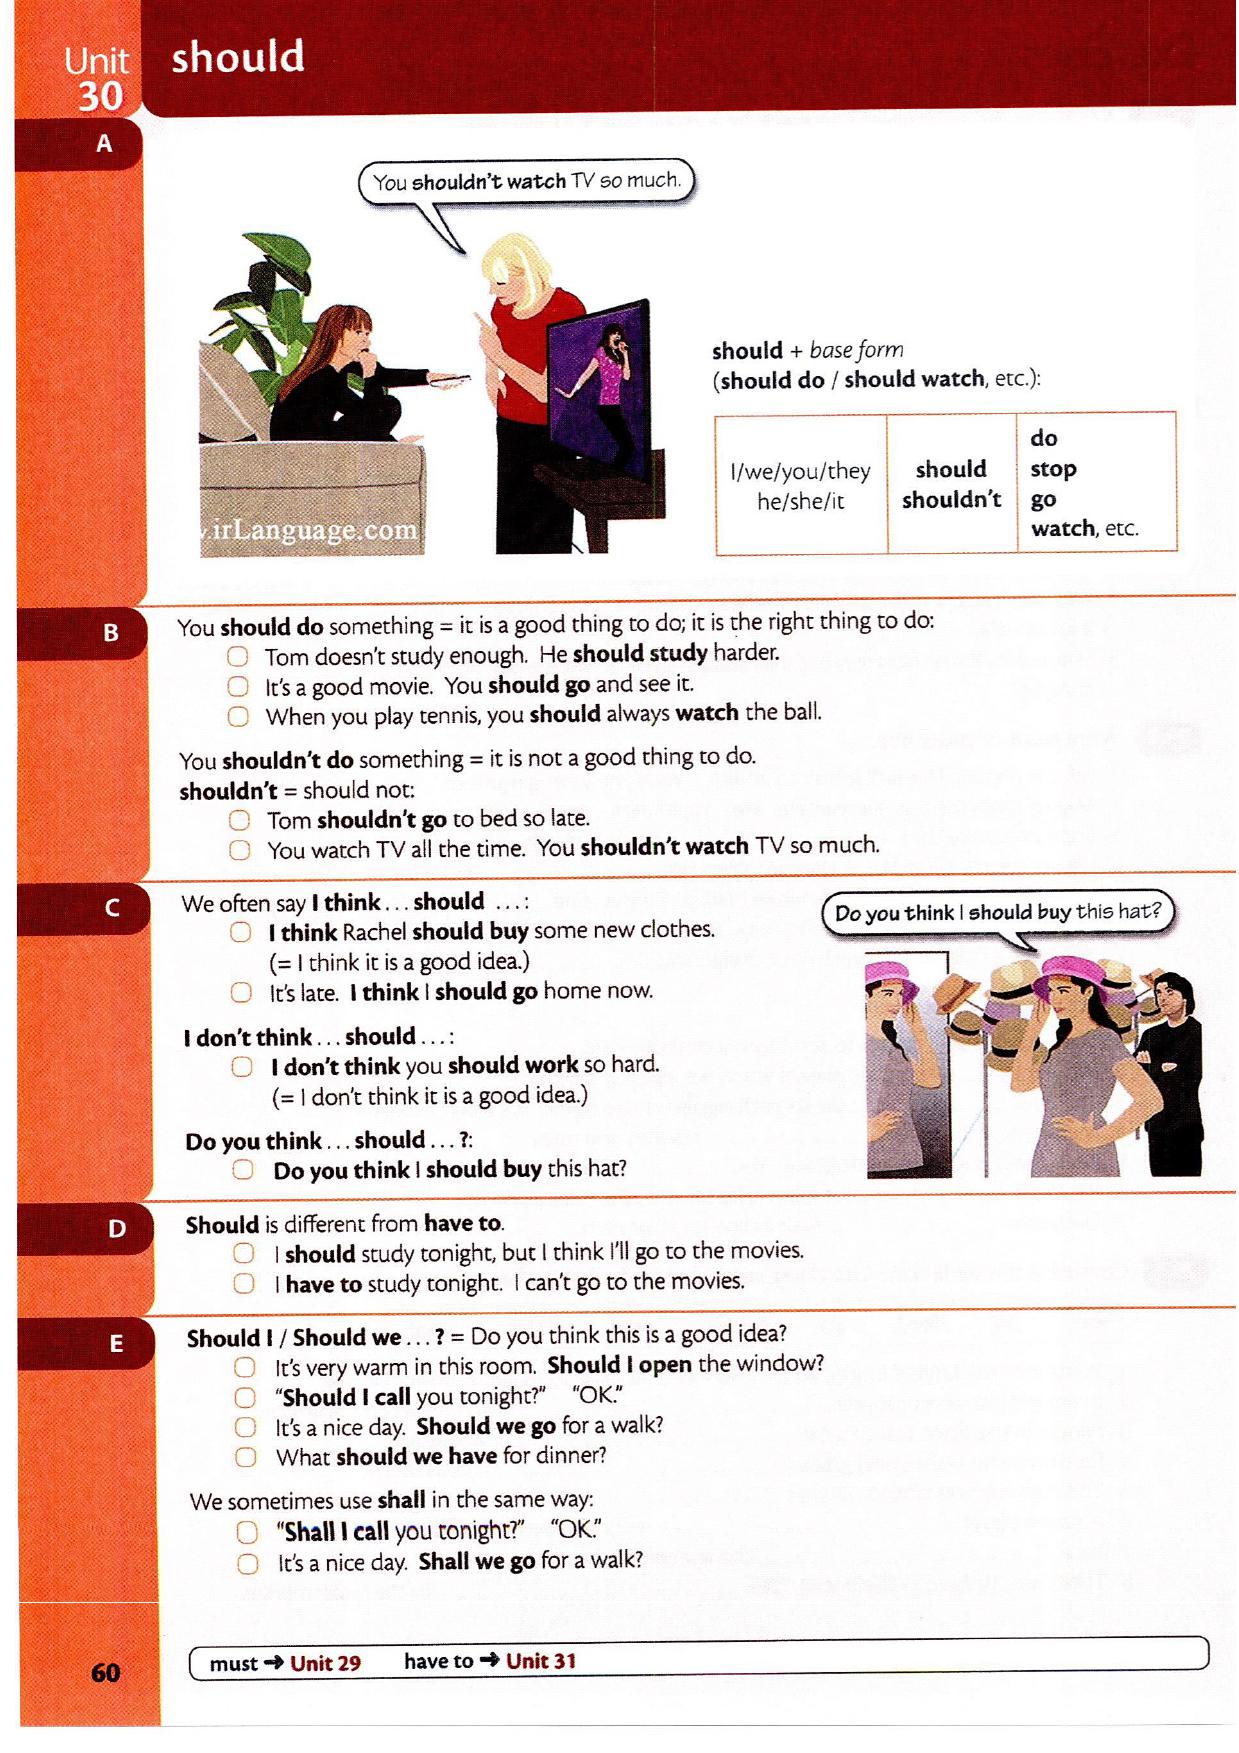 Unit
30
should
A
You shouldn't watch TV so much.
should + base form
(should do / should watch, etc.):
I/we/you/they
he/she/it
should
shouldn't
do
stop
go
watch, etc.
.irLanguage.com
B
You should do something = it is a good thing to do; it is the right thing to do:
Tom doesn't study enough. He should study harder.
It's a good movie. You should go and see it.
When you play tennis, you should always watch the ball.
You shouldn't do something = it is not a good thing to do.
shouldn't = should not:
Tom shouldn't go to bed so late.
You watch TV all the time. You shouldn't watch TV so much.
C
We often say I think ... should ...:
I think Rachel should buy some new clothes.
(= I think it is a good idea.)
It's late. I think I should go home now.
I don't think ... should ...:
I don't think you should work so hard.
(= I don't think it is a good idea.)
Do you think ... should ... ?:
Do you think I should buy this hat?
Do you think I should buy this hat?
D
Should is different from have to.
I should study tonight, but I think I'll go to the movies.
I have to study tonight. I can't go to the movies.
E
Should I / Should we ... ? = Do you think this is a good idea?
It's very warm in this room. Should I open the window?
"Should I call you tonight?" "OK."
It's a nice day. Should we go for a walk?
What should we have for dinner?
We sometimes use shall in the same way:
"Shall I call you tonight?" "OK."
It's a nice day. Shall we go for a walk?
60
must → Unit 29 have to → Unit 31